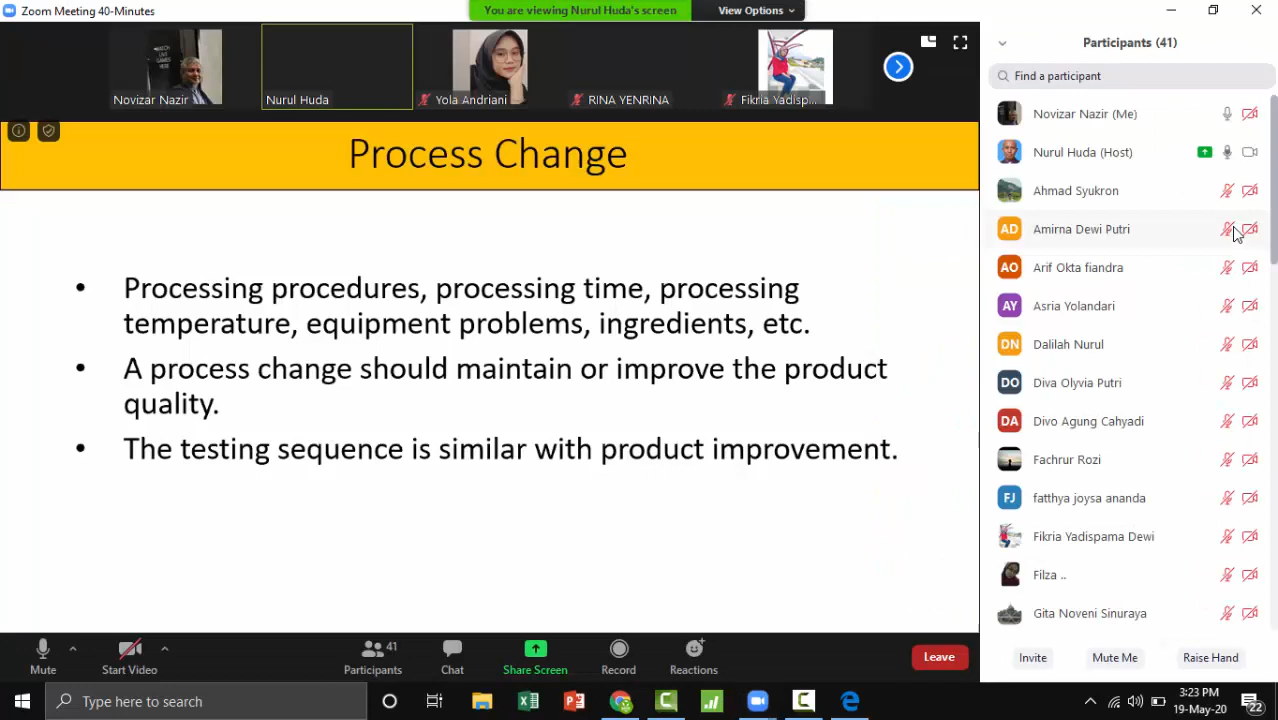 Zoom Meeting 40-Minutes
You are viewing Nurul Huda's screen
View Options
Novizar Nazir
Nurul Huda
Yola Andriani
RINA YENRINA
Fikria Yadisp...
Process Change
• Processing procedures, processing time, processing
temperature, equipment problems, ingredients, etc.
• A process change should maintain or improve the product
quality.
• The testing sequence is similar with product improvement.
Participants (41)
Find a participant
Novizar Nazir (Me)
Nurul Huda (Host)
Ahmad Syukron
AD Amirna Dewi Putri
AO Arif Okta fiandra
AY Asria Yolandari
DN Dalilah Nurul
DO Diva Olyvia Putri
DA Divo Agung Cahyadi
Fachrur Rozi
FJ fatthya joysa ananda
Fikria Yadispama Dewi
Filza ..
Gita Noveni Sinuraya
Invite
Mute Me
Raise Hand
Mute
Start Video
41
Participants
Chat
Share Screen
Record
Reactions
Leave
Type here to search
3:23 PM
19-May-20
22